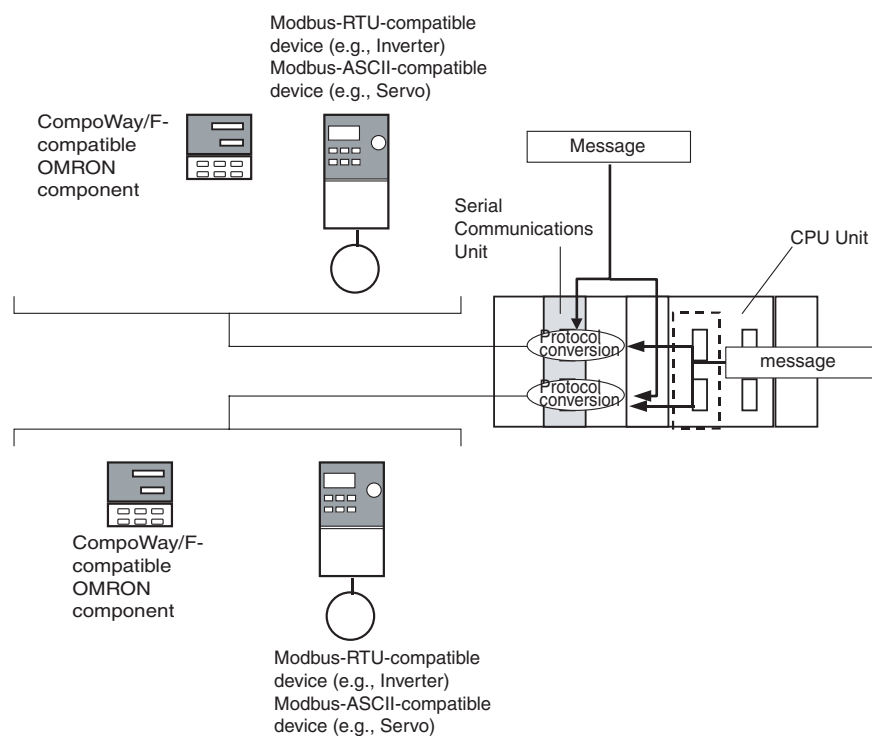 Modbus-RTU-compatible
device (e.g., Inverter)
Modbus-ASCII-compatible
device (e.g., Servo)
CompoWay/F-
compatible
OMRON
component
Message
Serial
Communications
Unit
CPU Unit
Protocol
conversion
message
Protocol
conversion
CompoWay/F-
compatible
OMRON
component
Modbus-RTU-compatible
device (e.g., Inverter)
Modbus-ASCII-compatible
device (e.g., Servo)